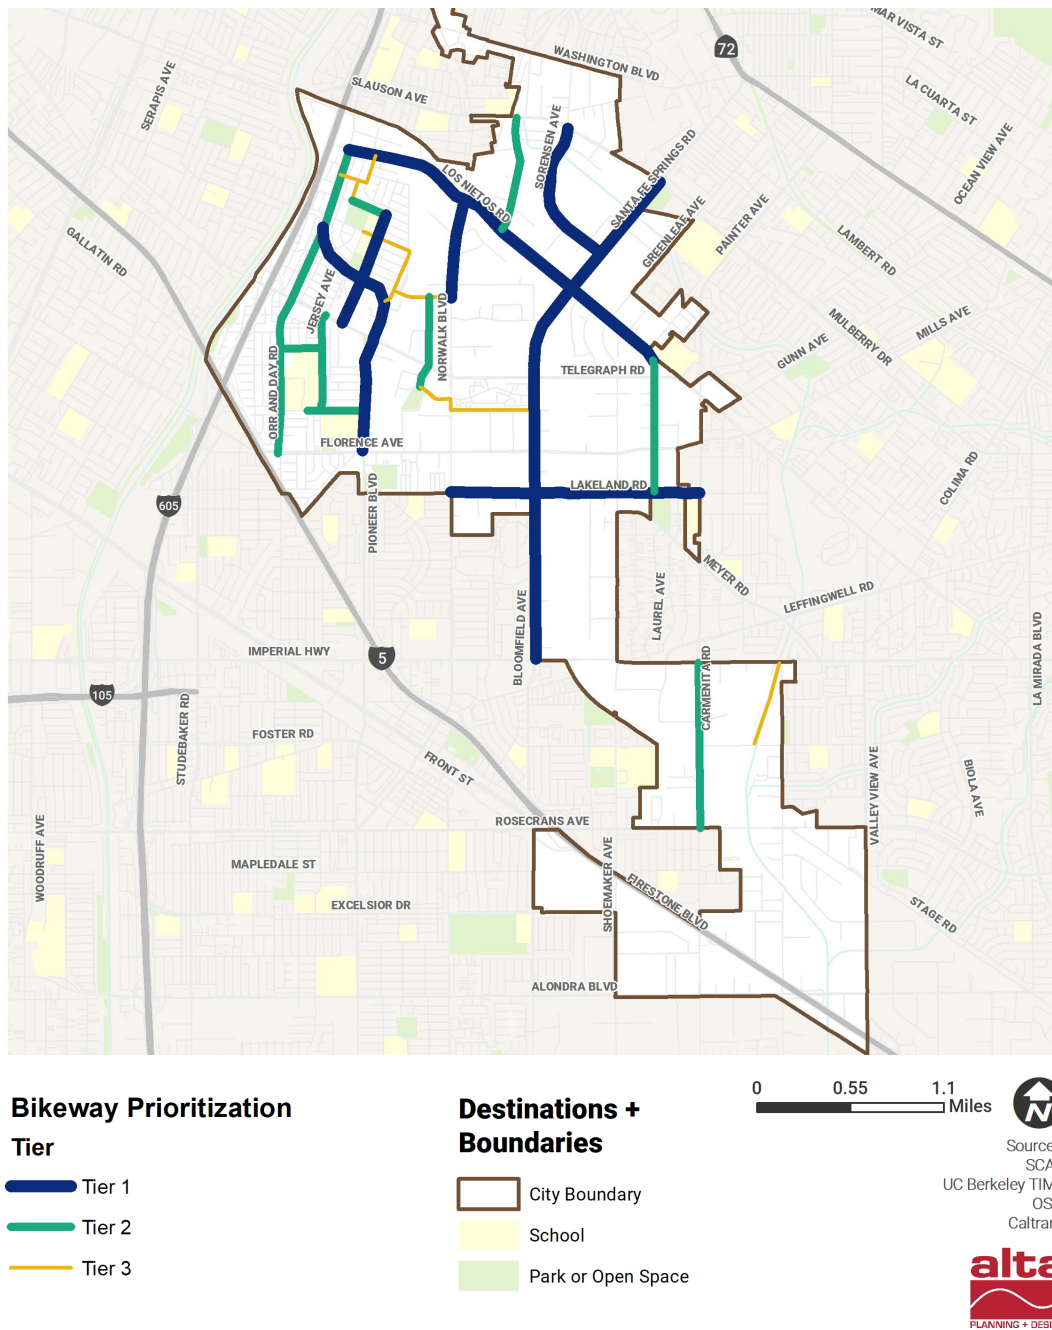 MAR VISTA ST
72
WASHINGTON BLVD
SERAPIS AVE
SLAUSON AVE
LA CUARTA ST
SORENSEN AVE
OCEAN VIEW AVE
LOS NIETOS RD
SANTA FE SPRINGS RD
GREENLEAF AVE
PAINTER AVE
GALLATIN RD
LAMBERT RD
JERSEY AVE
NORWALK BLVD
MULBERRY DR
MILLS AVE
GUNN AVE
TELEGRAPH RD
ORR AND DAY RD
FLORENCE AVE
COLIMA RD
LAKELAND RD
605
PIONEER BLVD
MEYER RD
LEFFINGWELL RD
LAUREL AVE
BLOOMFIELD AVE
IMPERIAL HWY
5
LA MIRADA BLVD
105
CARMENITA RD
STUDEBAKER RD
FOSTER RD
FRONT ST
VALLEY VIEW AVE
BIOLA AVE
ROSECRANS AVE
WOODRUFF AVE
MAPLEDALE ST
SHOEMAKER AVE
FIRESTONE BLVD
EXCELSIOR DR
STAGE RD
ALONDRA BLVD
Bikeway Prioritization
Tier
Tier 1
Tier 2
Tier 3
Destinations +
Boundaries
City Boundary
School
Park or Open Space
0 0.55 1.1
Miles
N
Source
SCA
UC Berkeley TIM
OS
Caltra
alta
PLANNING + DESI